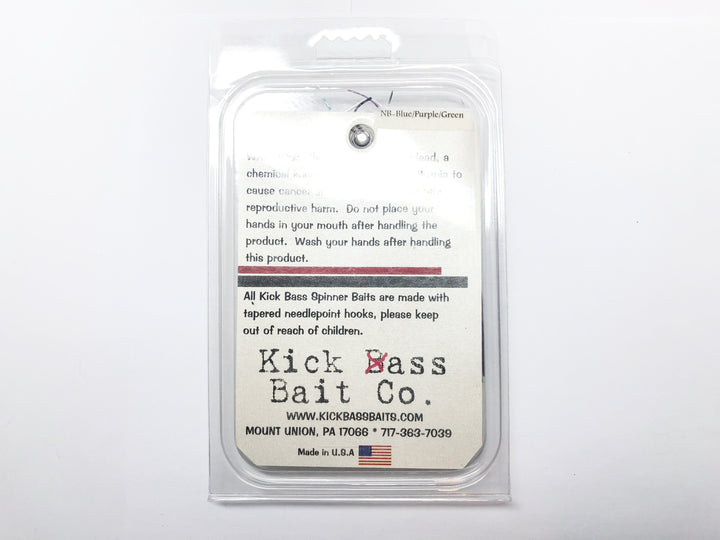 NB-Blue/Purple/Green
lead, a
chemical
to
cause cancer
reproductive harm. Do not place your
hands in your mouth after handling the
product. Wash your hands after handling
this product.
All Kick Bass Spinner Baits are made with
tapered needlepoint hooks, please keep
out of reach of children.
Kick Bass
Bait Co.
WWW.KICKBASSBAITS.COM
MOUNT UNION, PA 17066 * 717-363-7039
Made in U.S.A